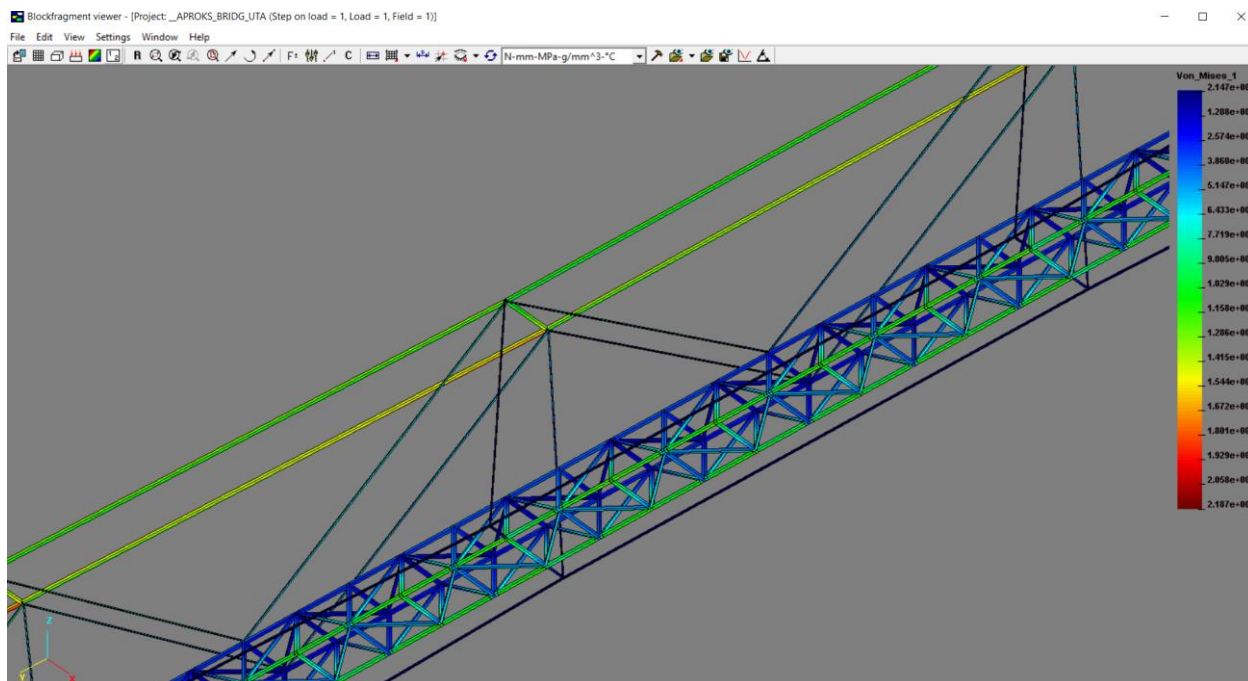 Blockfragment viewer - [Project: __APROKS_BRIDG_UTA (Step on load = 1, Load = 1, Field = 1)]
File Edit View Settings Window Help
R F± C N-mm-MPa-g/mm^3-°C
Von_Mises_1
2.147e+00
1.288e+00
2.574e+00
3.860e+00
5.147e+00
6.433e+00
7.719e+00
9.005e+00
1.029e+00
1.158e+00
1.286e+00
1.415e+00
1.544e+00
1.672e+00
1.801e+00
1.929e+00
2.058e+00
2.187e+00
Z
Y X